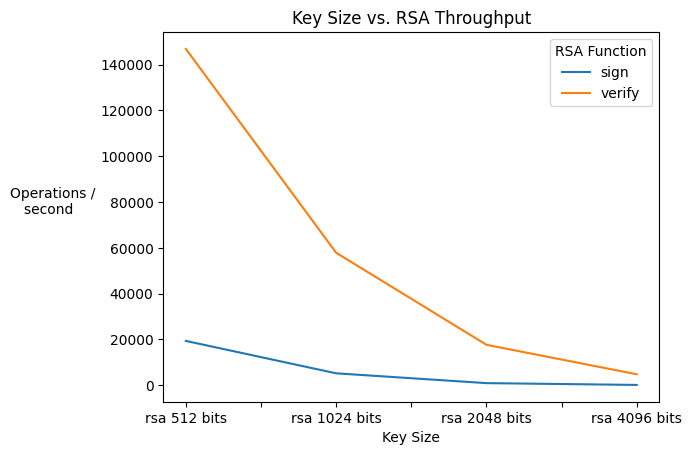 Key Size vs. RSA Throughput
RSA Function
sign
verify
140000
120000
100000
80000
60000
40000
20000
0
Operations /
second
rsa 512 bits
rsa 1024 bits
rsa 2048 bits
rsa 4096 bits
Key Size